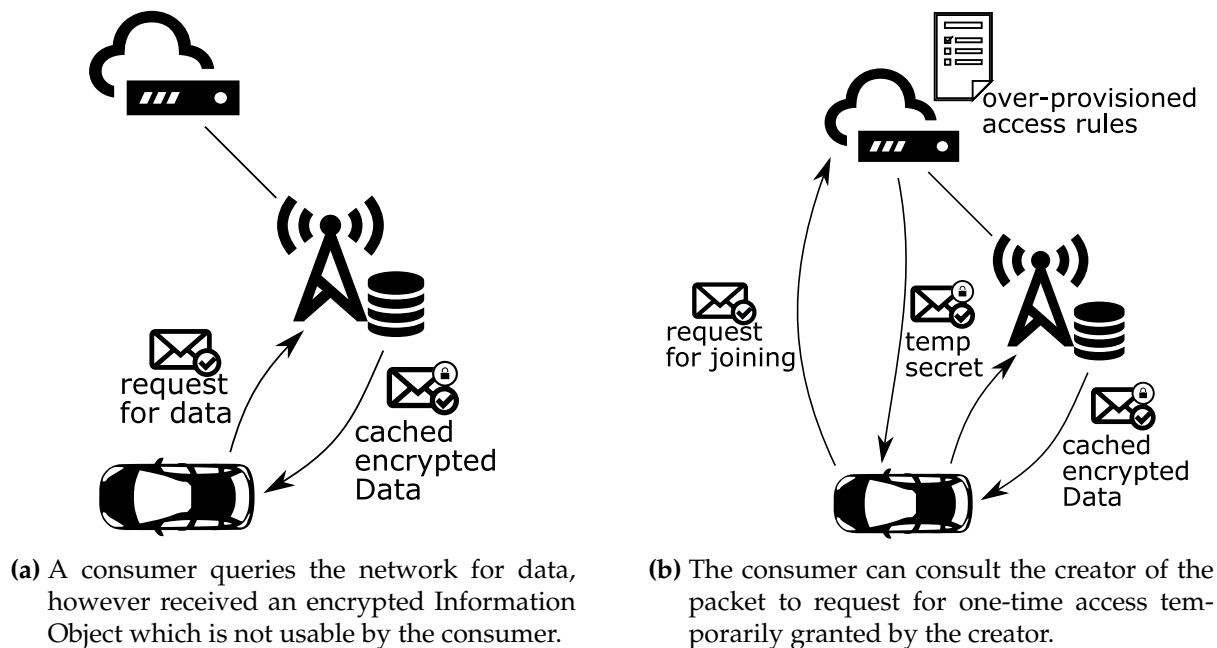 request
for data
cached
encrypted
Data
(a) A consumer queries the network for data,
however received an encrypted Information
Object which is not usable by the consumer.
over-provisioned
access rules
request
for joining
temp
secret
cached
encrypted
Data
(b) The consumer can consult the creator of the
packet to request for one-time access tem-
porarily granted by the creator.